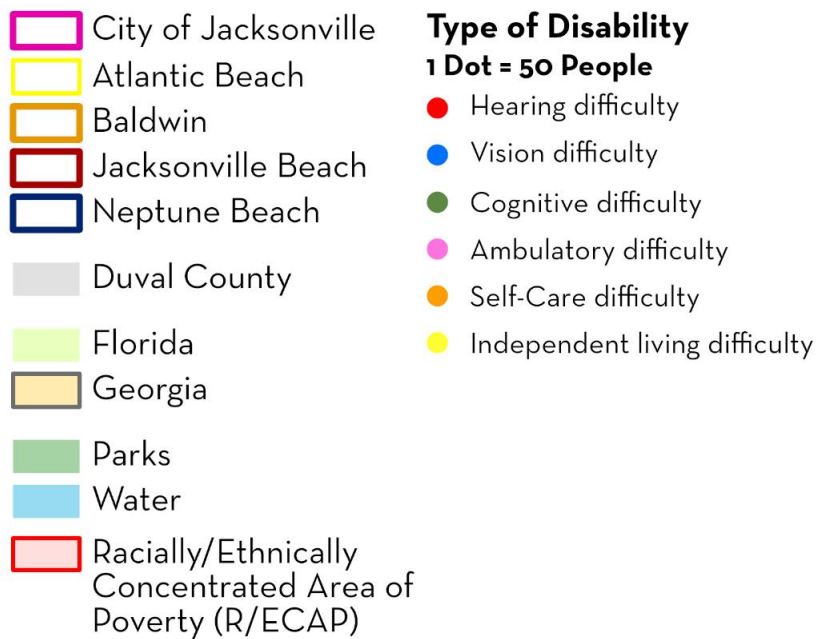 City of Jacksonville
Atlantic Beach
Baldwin
Jacksonville Beach
Neptune Beach
Duval County
Florida
Georgia
Parks
Water
Racially/Ethnically
Concentrated Area of
Poverty (R/ECAP)
Type of Disability
1 Dot = 50 People
Hearing difficulty
Vision difficulty
Cognitive difficulty
Ambulatory difficulty
Self-Care difficulty
Independent living difficulty